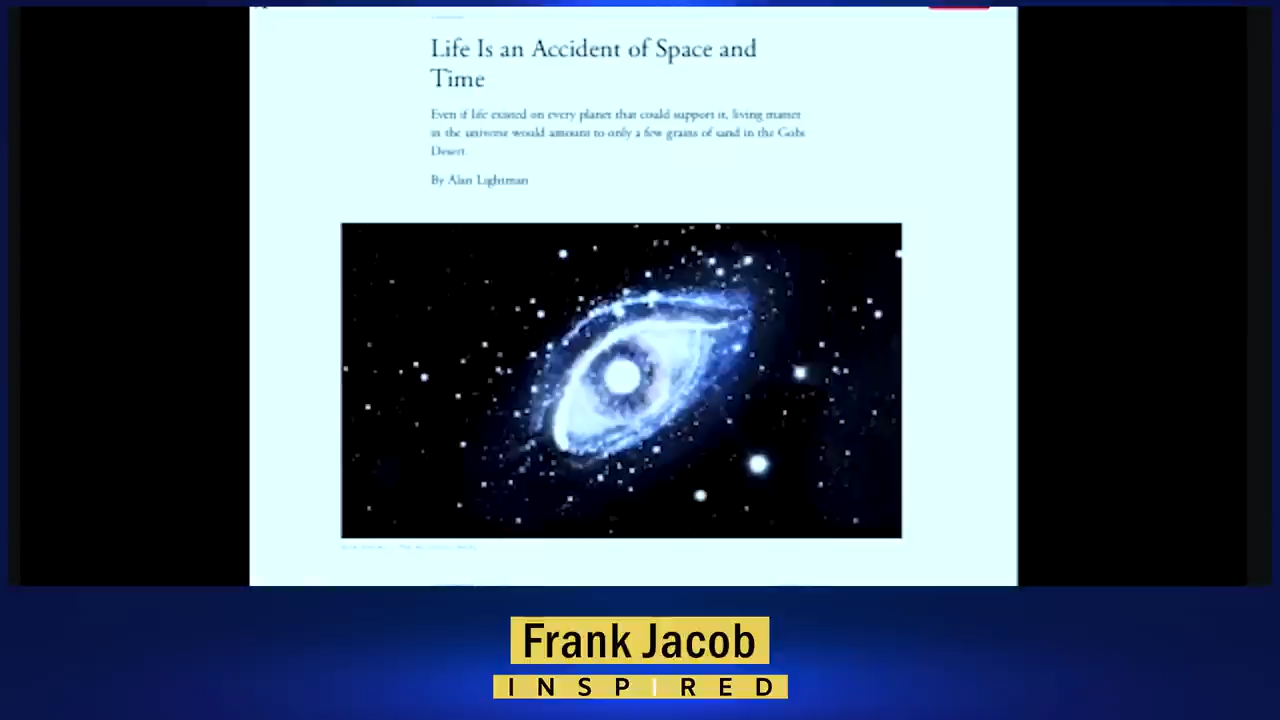 Life Is an Accident of Space and
Time
Even if life existed on every planet that could support it, living matter
in the universe would amount to only a few grains of sand in the Gobi
Desert.
By Alan Lightman
Frank Jacob
INSPIRED